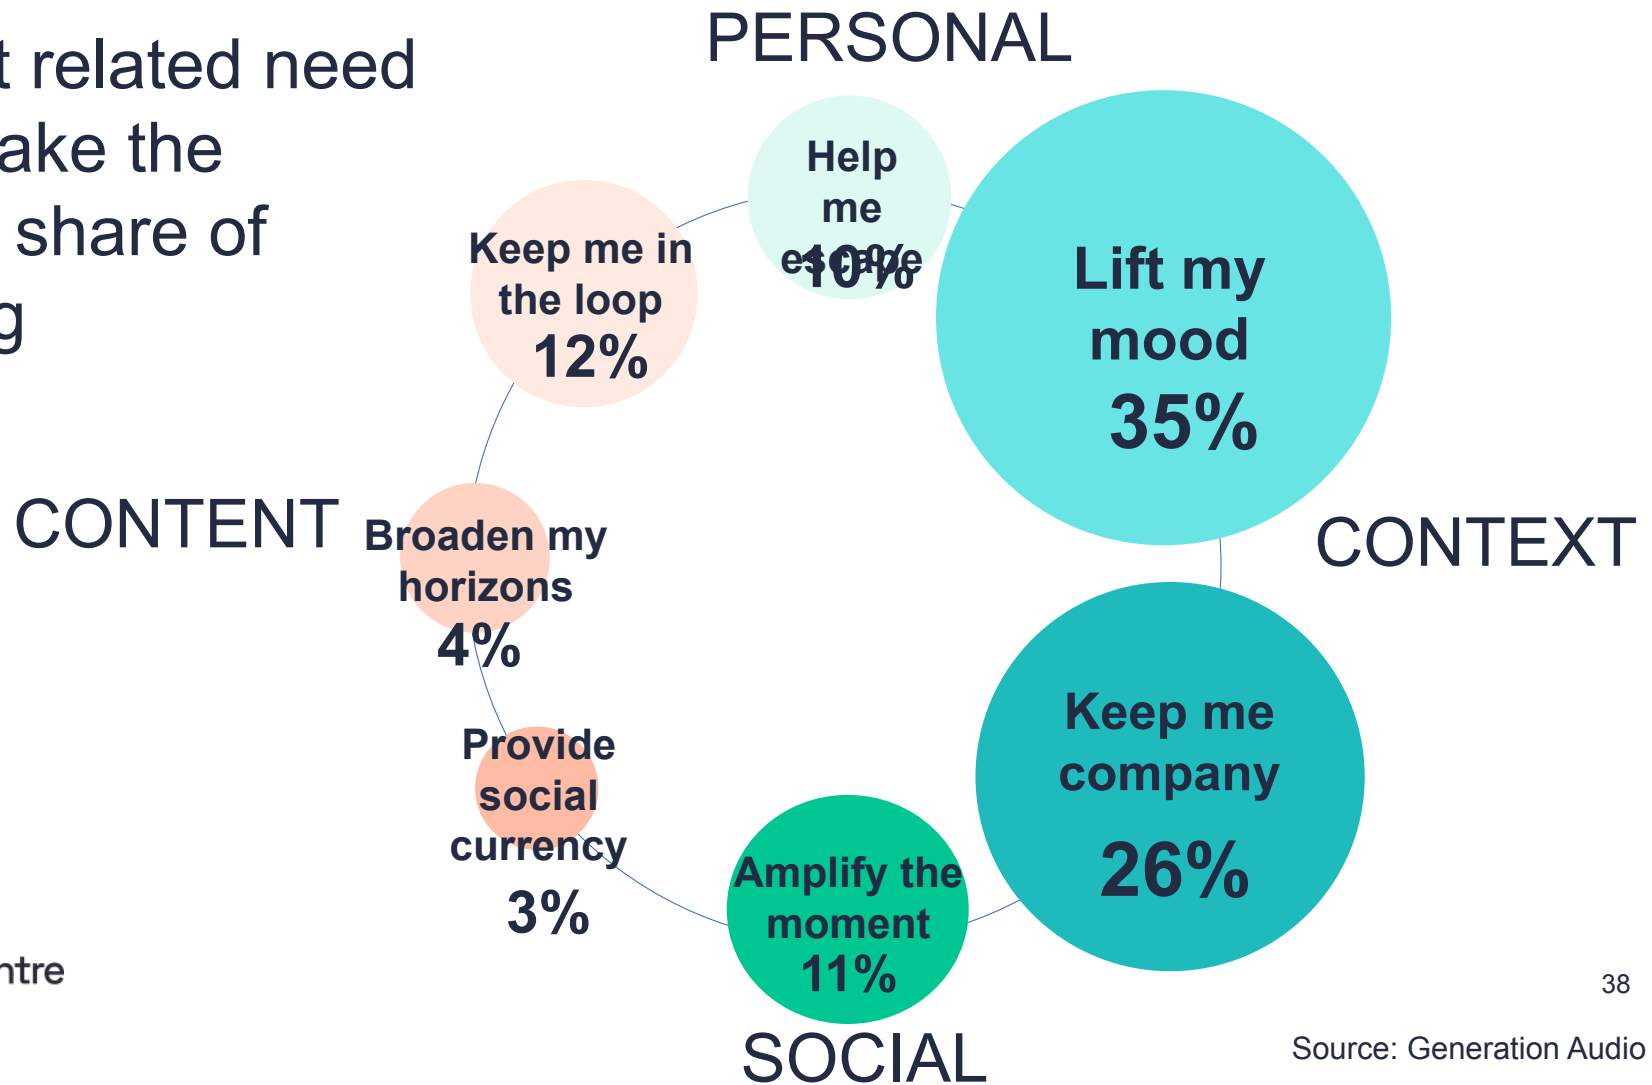 related need
the
share of
PERSONAL
Help
me
escape
10%
Lift my
mood
35%
Keep me in
the loop
12%
CONTENT
Broaden my
horizons
4%
CONTEXT
Keep me
company
26%
Provide
social
currency
3%
Amplify the
moment
11%
SOCIAL
38
Source: Generation Audio